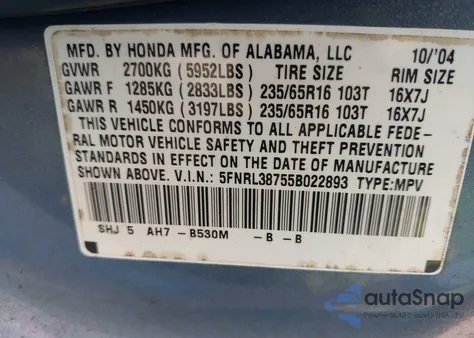 MFD. BY HONDA MFG. OF ALABAMA, LLC 10/'04
GVWR 2700KG (5952LBS) TIRE SIZE RIM SIZE
GAWR F 1285KG (2833LBS) 235/65R16 103T 16X7J
GAWR R 1450KG (3197LBS) 235/65R16 103T 16X7J
THIS VEHICLE CONFORMS TO ALL APPLICABLE FEDE-
RAL MOTOR VEHICLE SAFETY AND THEFT PREVENTION
STANDARDS IN EFFECT ON THE DATE OF MANUFACTURE
SHOWN ABOVE. V.I.N.: 5FNRL38755B022893 TYPE:MPV
SHJ 5 AH7 -B530M -B -B
autoSnap